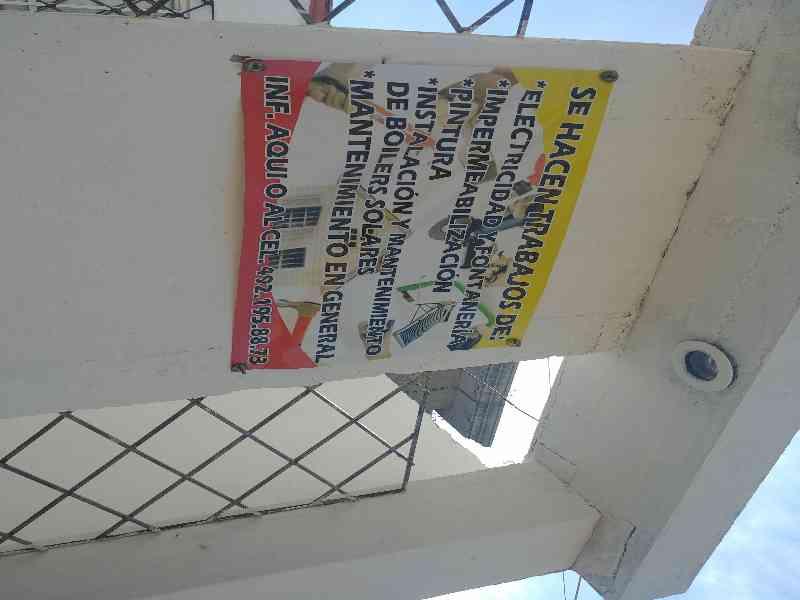 SE HACEN TRABAJOS DE:
*ELECTRICIDAD Y FONTANERÍA
*IMPERMEABILIZACIÓN
*PINTURA
*INSTALACIÓN Y MANTENIMIENTO
DE BOILERS SOLARES
*MANTENIMIENTO EN GENERAL
INF. AQUI O AL CEL. 492.195.88.73